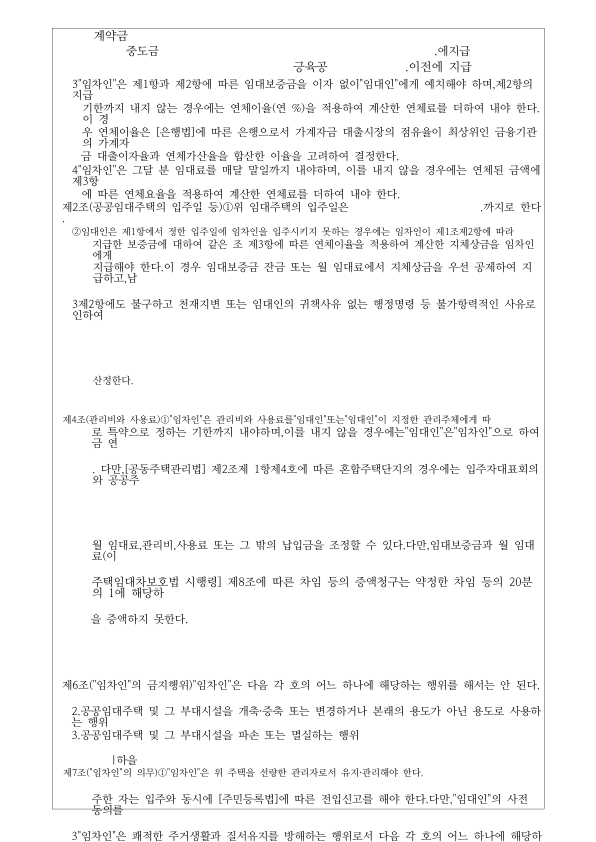 계약금
중도금 .에지급
긍육공 .이전에 지급
3"임차인"은 제1항과 제2항에 따른 임대보증금을 이자 없이"임대인"에게 예치해야 하며,제2항의
지급
기한까지 내지 않는 경우에는 연체이율(연 %)을 적용하여 계산한 연체료를 더하여 내야 한다.
이 경
우 연체이율은 [은행법]에 따른 은행으로서 가계자금 대출시장의 점유율이 최상위인 금융기관
의 가계자
금 대출이자율과 연체가산율을 합산한 이율을 고려하여 결정한다.
4"임차인"은 그달 분 임대료를 매달 말일까지 내야하며, 이를 내지 않을 경우에는 연체된 금액에
제3항
에 따른 연체요율을 적용하여 계산한 연체료를 더하여 내야 한다.
제2조(공공임대주택의 입주일 등)①위 임대주택의 입주일은 .까지로 한다
.
②임대인은 제1항에서 정한 입주일에 임차인을 입주시키지 못하는 경우에는 임차인이 제1조제2항에 따라
지급한 보증금에 대하여 같은 조 제3항에 따른 연체이율을 적용하여 계산한 지체상금을 임차인
에게
지급해야 한다.이 경우 임대보증금 잔금 또는 월 임대료에서 지체상금을 우선 공제하여 지
급하고,남
3제2항에도 불구하고 천재지변 또는 임대인의 귀책사유 없는 행정명령 등 불가항력적인 사유로
인하여
산정한다.
제4조(관리비와 사용료)①"임차인"은 관리비와 사용료를"임대인"또는"임대인"이 지정한 관리주체에게 따
로 특약으로 정하는 기한까지 내야하며,이를 내지 않을 경우에는"임대인"은"임차인"으로 하여
금 연
. 다만,[공동주택관리법] 제2조제 1항제4호에 따른 혼합주택단지의 경우에는 입주자대표회의
와 공공주
월 임대료,관리비,사용료 또는 그 밖의 납입금을 조정할 수 있다.다만,임대보증금과 월 임대
료(이
주택임대차보호법 시행령] 제8조에 따른 차임 등의 증액청구는 약정한 차임 등의 20분
의 1에 해당하
을 증액하지 못한다.
제6조("임차인"의 금지행위)"임차인"은 다음 각 호의 어느 하나에 해당하는 행위를 해서는 안 된다.
2.공공임대주택 및 그 부대시설을 개축·증축 또는 변경하거나 본래의 용도가 아닌 용도로 사용하
는 행위
3.공공임대주택 및 그 부대시설을 파손 또는 멸실하는 행위
|하을
제7조("임차인"의 의무)①"임차인"은 위 주택을 선량한 관리자로서 유지·관리해야 한다.
주한 자는 입주와 동시에 [주민등록법]에 따른 전입신고를 해야 한다.다만,"임대인"의 사전
동의를
3"임차인"은 쾌적한 주거생활과 질서유지를 방해하는 행위로서 다음 각 호의 어느 하나에 해당하